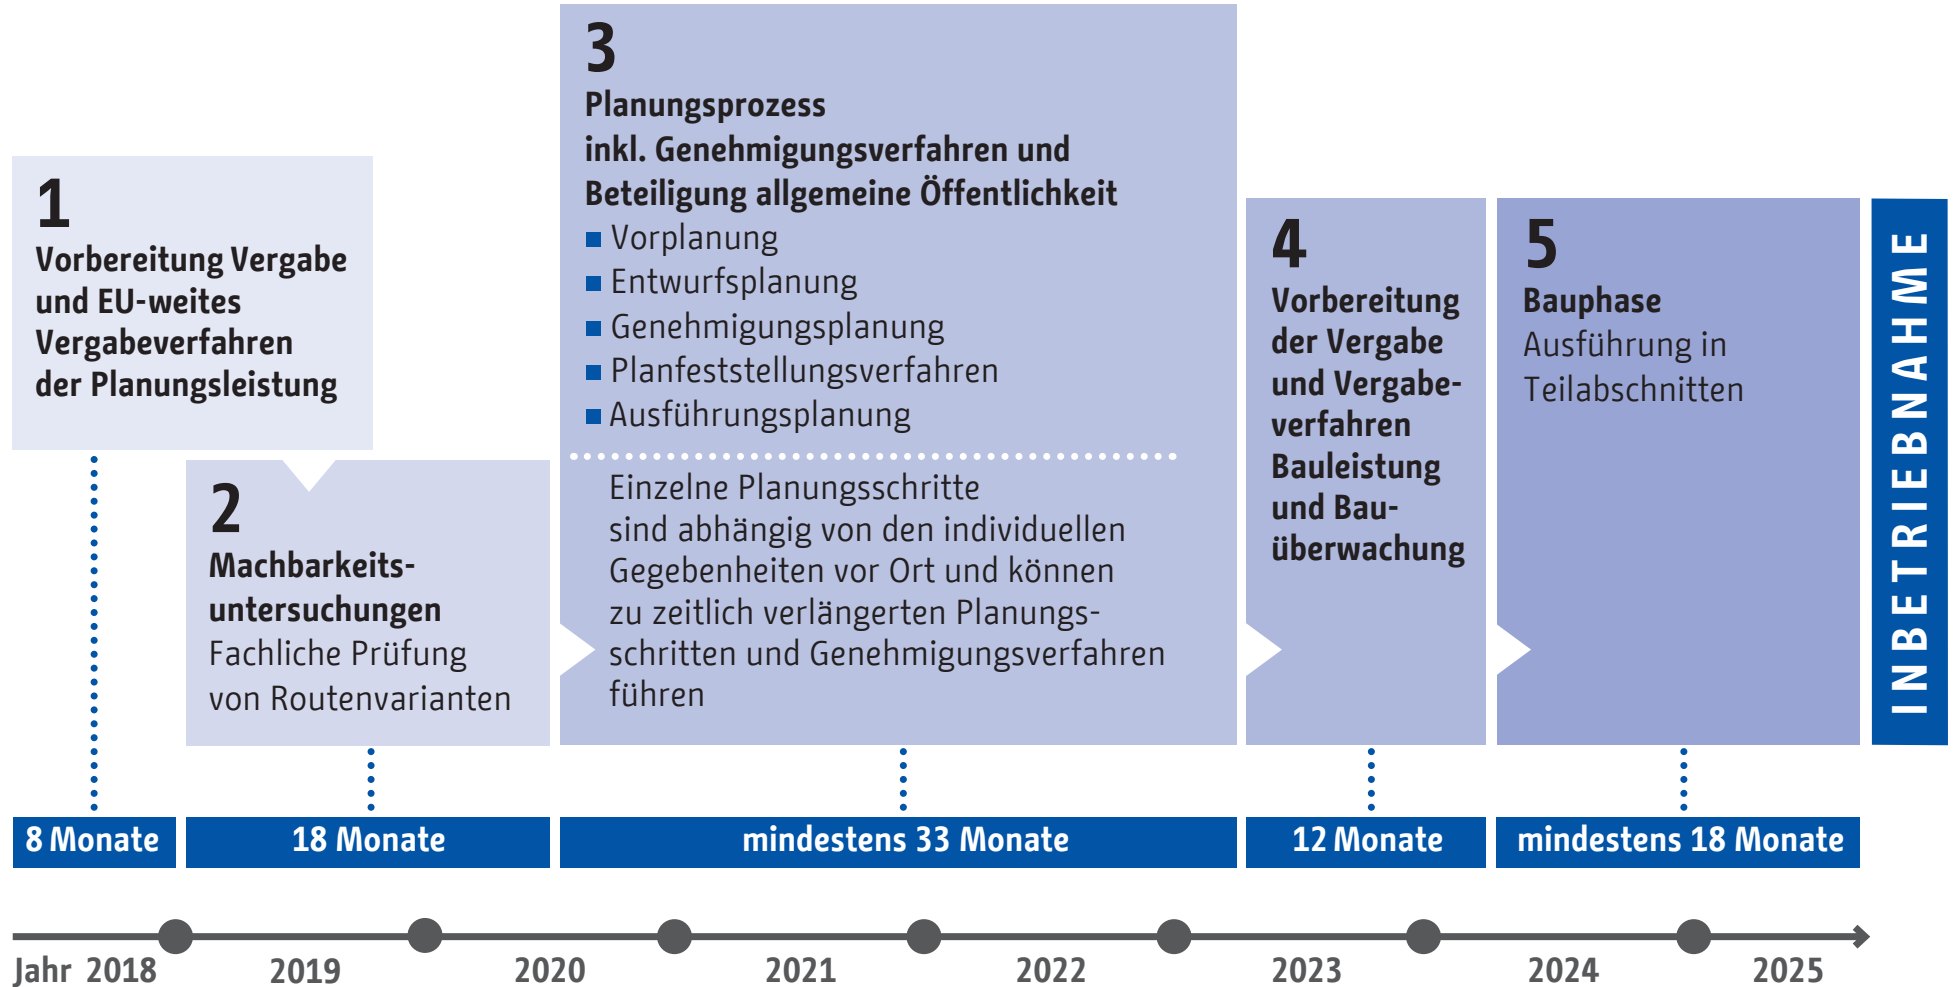 1
Vorbereitung Vergabe
und EU-weites
Vergabeverfahren
der Planungsleistung
2
Machbarkeits-
untersuchungen
Fachliche Prüfung
von Routenvarianten
3
Planungsprozess
inkl. Genehmigungsverfahren und
Beteiligung allgemeine Öffentlichkeit
Vorplanung
Entwurfsplanung
Genehmigungsplanung
Planfeststellungsverfahren
Ausführungsplanung
Einzelne Planungsschritte
sind abhängig von den individuellen
Gegebenheiten vor Ort und können
zu zeitlich verlängerten Planungs-
schritten und Genehmigungsverfahren
führen
4
Vorbereitung
der Vergabe
und Vergabe-
verfahren
Bauleistung
und Bau-
überwachung
5
Bauphase
Ausführung in
Teilabschnitten
INBETRIEBNAHME
8 Monate
18 Monate
mindestens 33 Monate
12 Monate
mindestens 18 Monate
Jahr 2018 2019 2020 2021 2022 2023 2024 2025